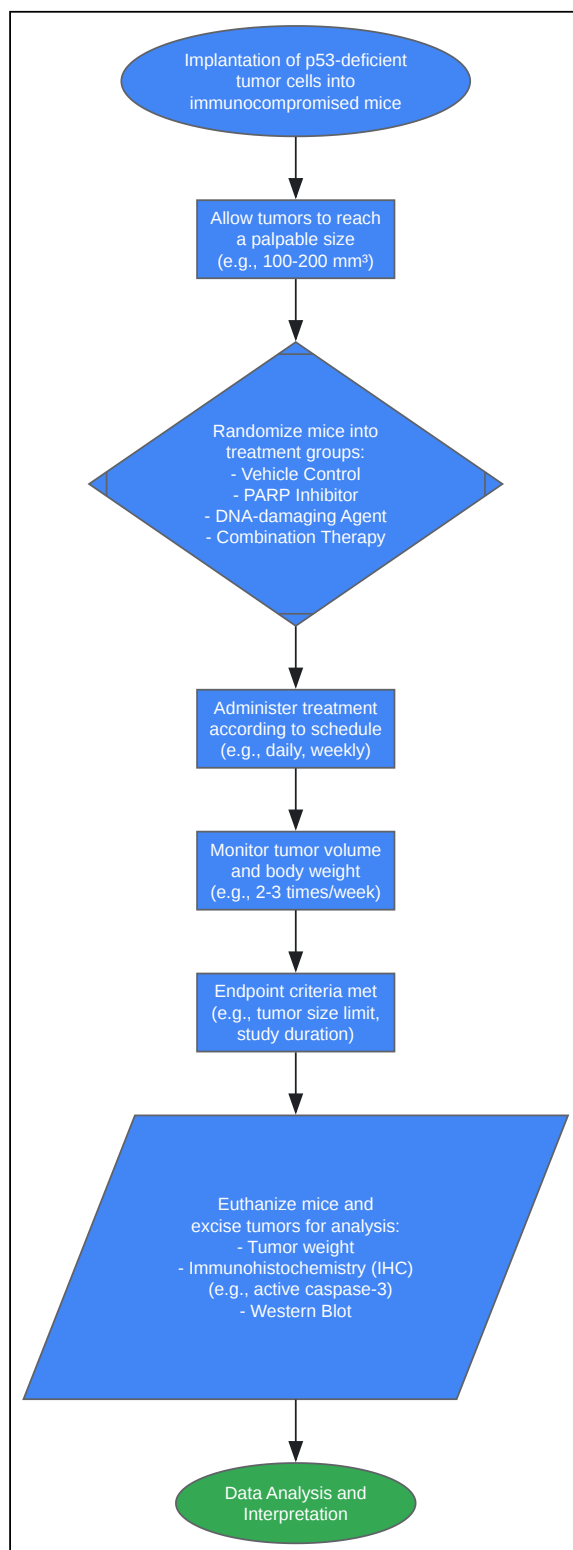 Implantation of p53-deficient
tumor cells into
immunocompromised mice
Allow tumors to reach
a palpable size
(e.g., 100-200 mm³)
Randomize mice into
treatment groups:
- Vehicle Control
- PARP Inhibitor
- DNA-damaging Agent
- Combination Therapy
Administer treatment
according to schedule
(e.g., daily, weekly)
Monitor tumor volume
and body weight
(e.g., 2-3 times/week)
Endpoint criteria met
(e.g., tumor size limit,
study duration)
Euthanize mice and
excise tumors for analysis:
- Tumor weight
- Immunohistochemistry (IHC)
(e.g., active caspase-3)
- Western Blot
Data Analysis and
Interpretation